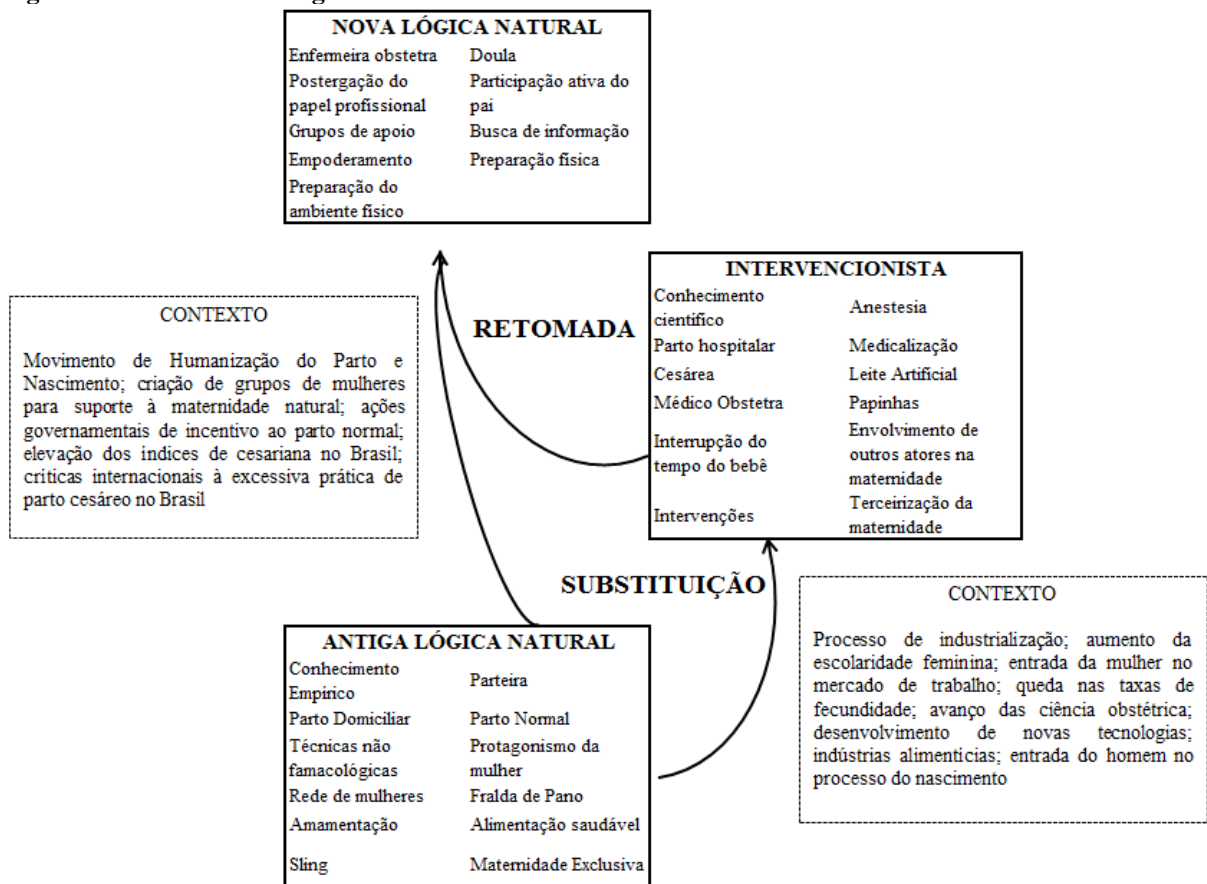 NOVA LÓGICA NATURAL
Enfermeira obstetra Doula
Postergação do papel profissional Participação ativa do pai
Grupos de apoio Busca de informação
Empoderamento Preparação física
Preparação do
ambiente físico
INTERVENCIONISTA
Conhecimento científico Anestesia
Parto hospitalar Medicalização
Cesárea Leite Artificial
Médico Obstetra Papinhas
Interrupção do tempo do bebê Envolvimento de outros atores na maternidade
Intervenções Terceirização da maternidade
RETOMADA
CONTEXTO
Movimento de Humanização do Parto e
Nascimento; criação de grupos de mulheres
para suporte à maternidade natural; ações
governamentais de incentivo ao parto normal;
elevação dos índices de cesariana no Brasil;
críticas internacionais à excessiva prática de
parto cesáreo no Brasil
SUBSTITUIÇÃO
CONTEXTO
Processo de industrialização; aumento da
escolaridade feminina; entrada da mulher no
mercado de trabalho; queda nas taxas de
fecundidade; avanço das ciência obstétrica;
desenvolvimento de novas tecnologias;
indústrias alimentícias; entrada do homem no
processo do nascimento
ANTIGA LÓGICA NATURAL
Conhecimento Empírico Parteira
Parto Domiciliar Parto Normal
Técnicas não famacológicas Protagonismo da mulher
Rede de mulheres Fralda de Pano
Amamentação Alimentação saudável
Sling Maternidade Exclusiva